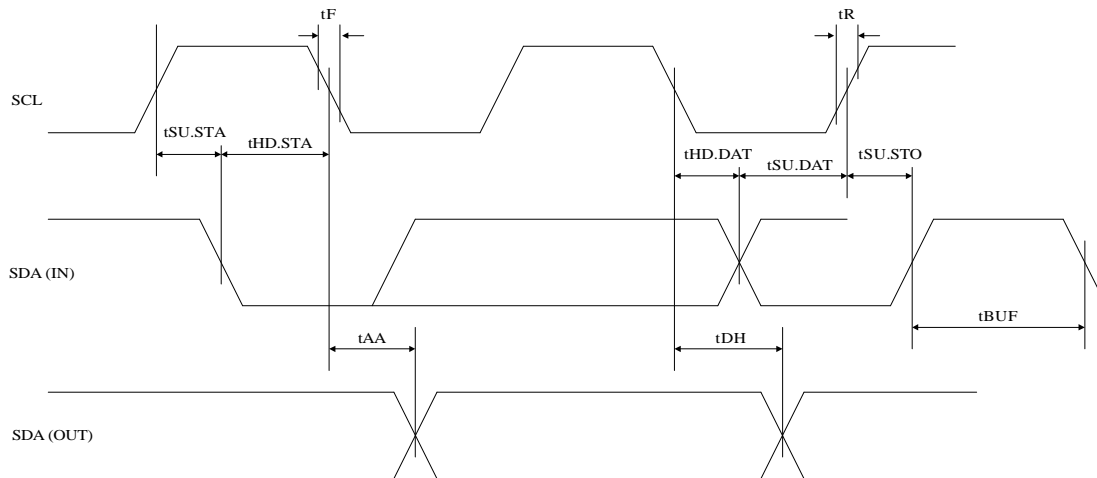 tF
tR
SCL
tSU.STA
tHD.STA
tHD.DAT
tSU.DAT
tSU.STO
SDA (IN)
tAA
tDH
tBUF
SDA (OUT)